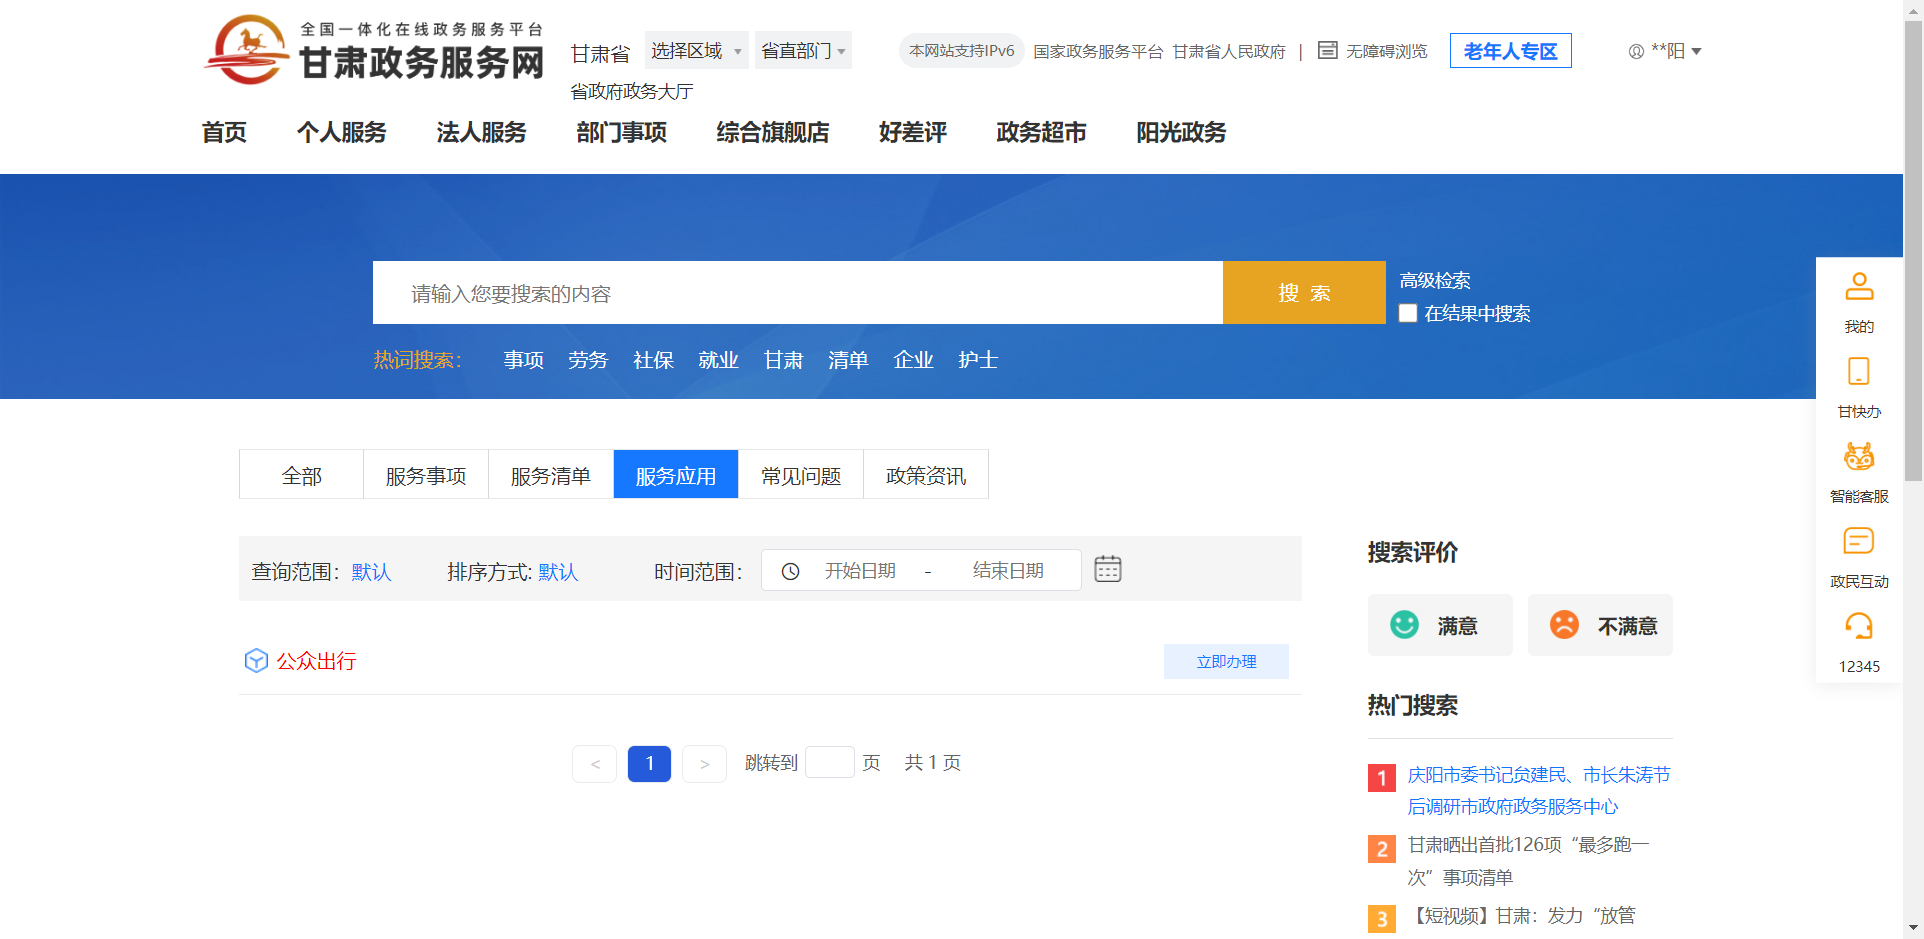 全国一体化在线政务服务平台
甘肃政务服务网
甘肃省 选择区域 省直部门
省政府政务大厅
本网站支持IPv6 国家政务服务平台 甘肃省人民政府 | 无障碍浏览 老年人专区 **阳
首页 个人服务 法人服务 部门事项 综合旗舰店 好差评 政务超市 阳光政务
请输入您要搜索的内容 搜 索
高级检索
在结果中搜索
热词搜索： 事项 劳务 社保 就业 甘肃 清单 企业 护士
我的
甘快办
智能客服
政民互动
12345
全部 服务事项 服务清单 服务应用 常见问题 政策资讯
查询范围： 默认 排序方式: 默认 时间范围： 开始日期 - 结束日期
公众出行 立即办理
< 1 > 跳转到 页 共 1 页
搜索评价
满意 不满意
热门搜索
1 庆阳市委书记贠建民、市长朱涛节
后调研市政府政务服务中心
2 甘肃晒出首批126项“最多跑一
次”事项清单
3 【短视频】甘肃：发力“放管